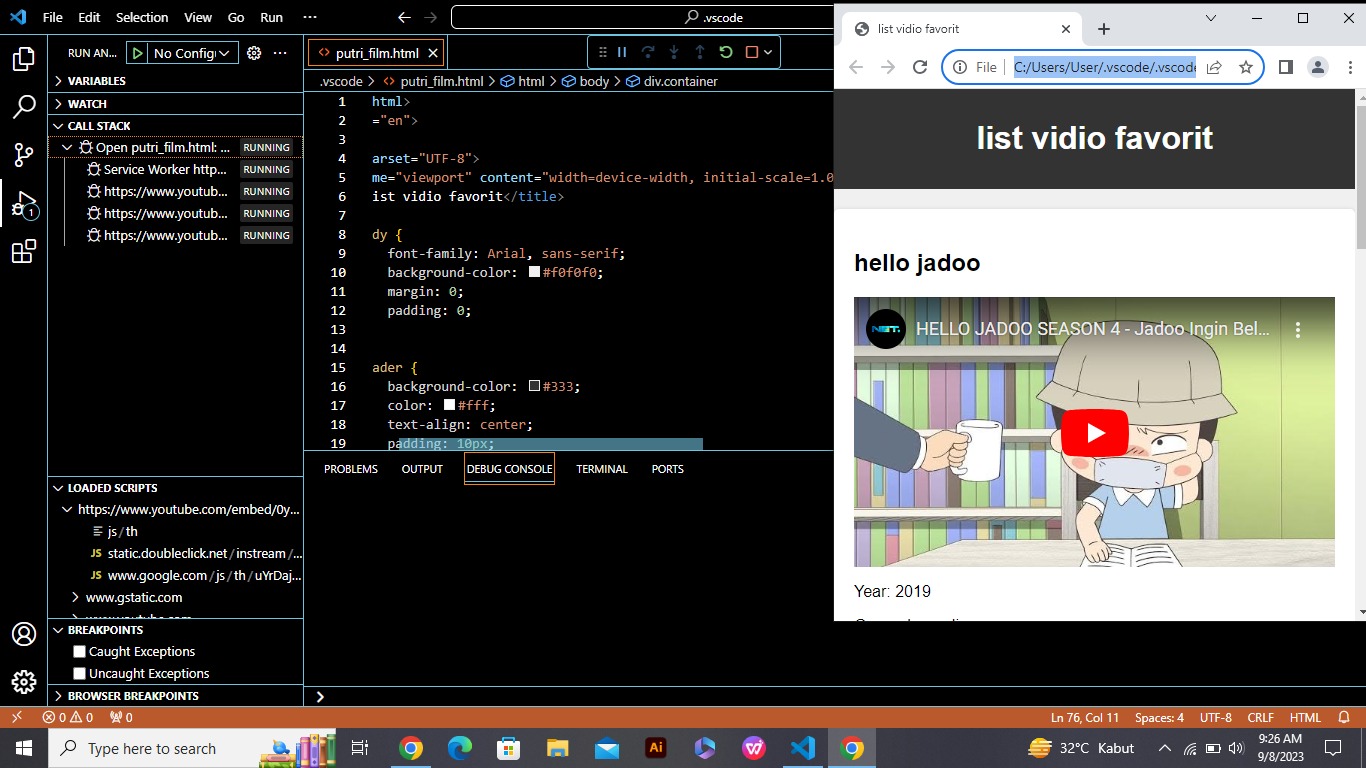 File Edit Selection View Go Run ··· .vscode
RUN AN... No Config
VARIABLES
WATCH
CALL STACK
Open putri_film.html: ... RUNNING
Service Worker http... RUNNING
https://www.youtub... RUNNING
https://www.youtub... RUNNING
https://www.youtub... RUNNING
1
LOADED SCRIPTS
https://www.youtube.com/embed/0y...
js/th
JS static.doubleclick.net/instream/...
JS www.google.com/js/th/uYrDaj...
www.gstatic.com
BREAKPOINTS
Caught Exceptions
Uncaught Exceptions
BROWSER BREAKPOINTS
putri_film.html
.vscode > putri_film.html > html > body > div.container
1 html>
2 ="en">
3
4 arset="UTF-8">
5 me="viewport" content="width=device-width, initial-scale=1.0
6 ist vidio favorit</title>
7
8 dy {
9 font-family: Arial, sans-serif;
10 background-color: #f0f0f0;
11 margin: 0;
12 padding: 0;
13
14
15 ader {
16 background-color: #333;
17 color: #fff;
18 text-align: center;
19 padding: 10px;
PROBLEMS OUTPUT DEBUG CONSOLE TERMINAL PORTS
list vidio favorit
File C:/Users/User/.vscode/.vscode
list vidio favorit
hello jadoo
NET. HELLO JADOO SEASON 4 - Jadoo Ingin Bel...
Year: 2019
0 0 0
Ln 76, Col 11 Spaces: 4 UTF-8 CRLF HTML
Type here to search
Ai
32°C Kabut
9:26 AM
9/8/2023